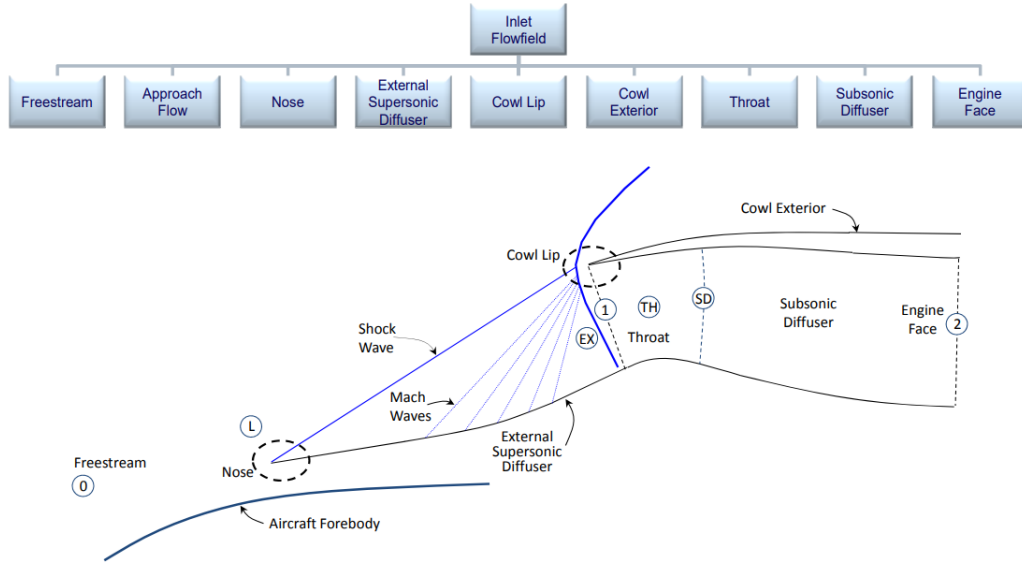 Inlet
Flowfield
Freestream
Approach
Flow
Nose
External
Supersonic
Diffuser
Cowl Lip
Cowl
Exterior
Throat
Subsonic
Diffuser
Engine
Face
Cowl Exterior
Cowl Lip
1
TH
SD
Subsonic
Diffuser
Engine
Face
2
Shock
Wave
EX
Throat
Mach
Waves
L
External
Supersonic
Diffuser
Freestream
0
Nose
Aircraft Forebody